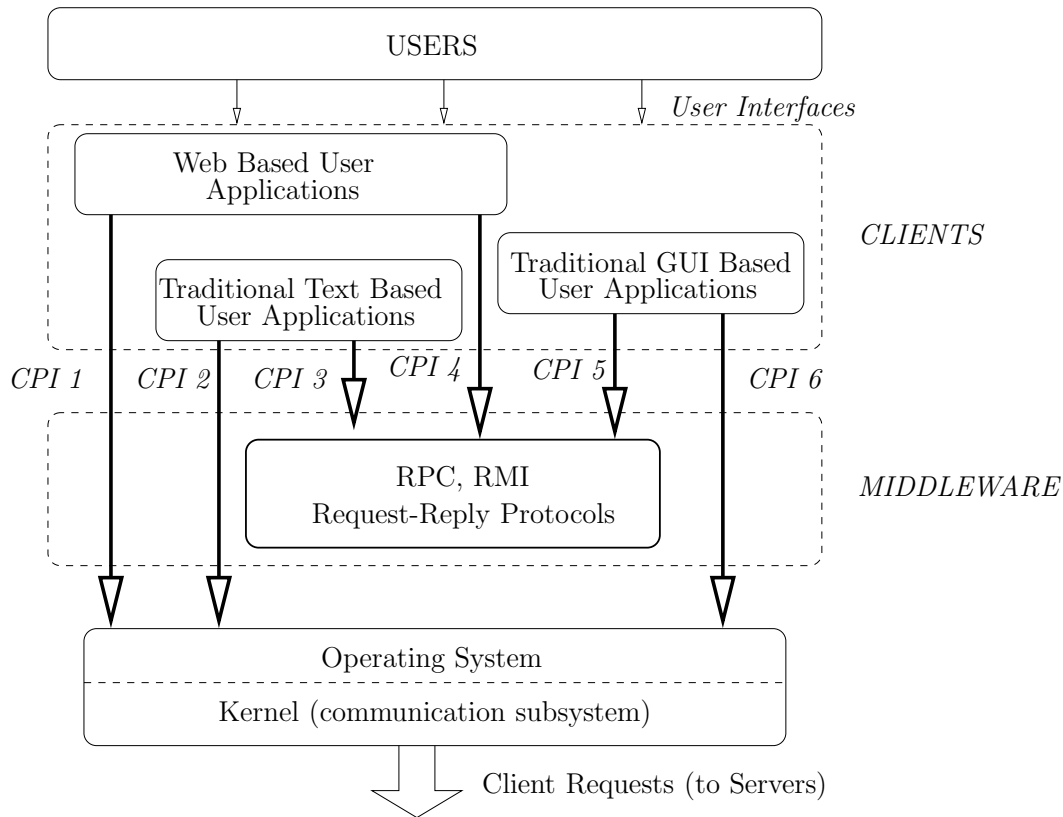 USERS
User Interfaces
Web Based User
Applications
CLIENTS
Traditional GUI Based
User Applications
Traditional Text Based
User Applications
CPI 1
CPI 2
CPI 3
CPI 4
CPI 5
CPI 6
RPC, RMI
Request-Reply Protocols
MIDDLEWARE
Operating System
Kernel (communication subsystem)
Client Requests (to Servers)